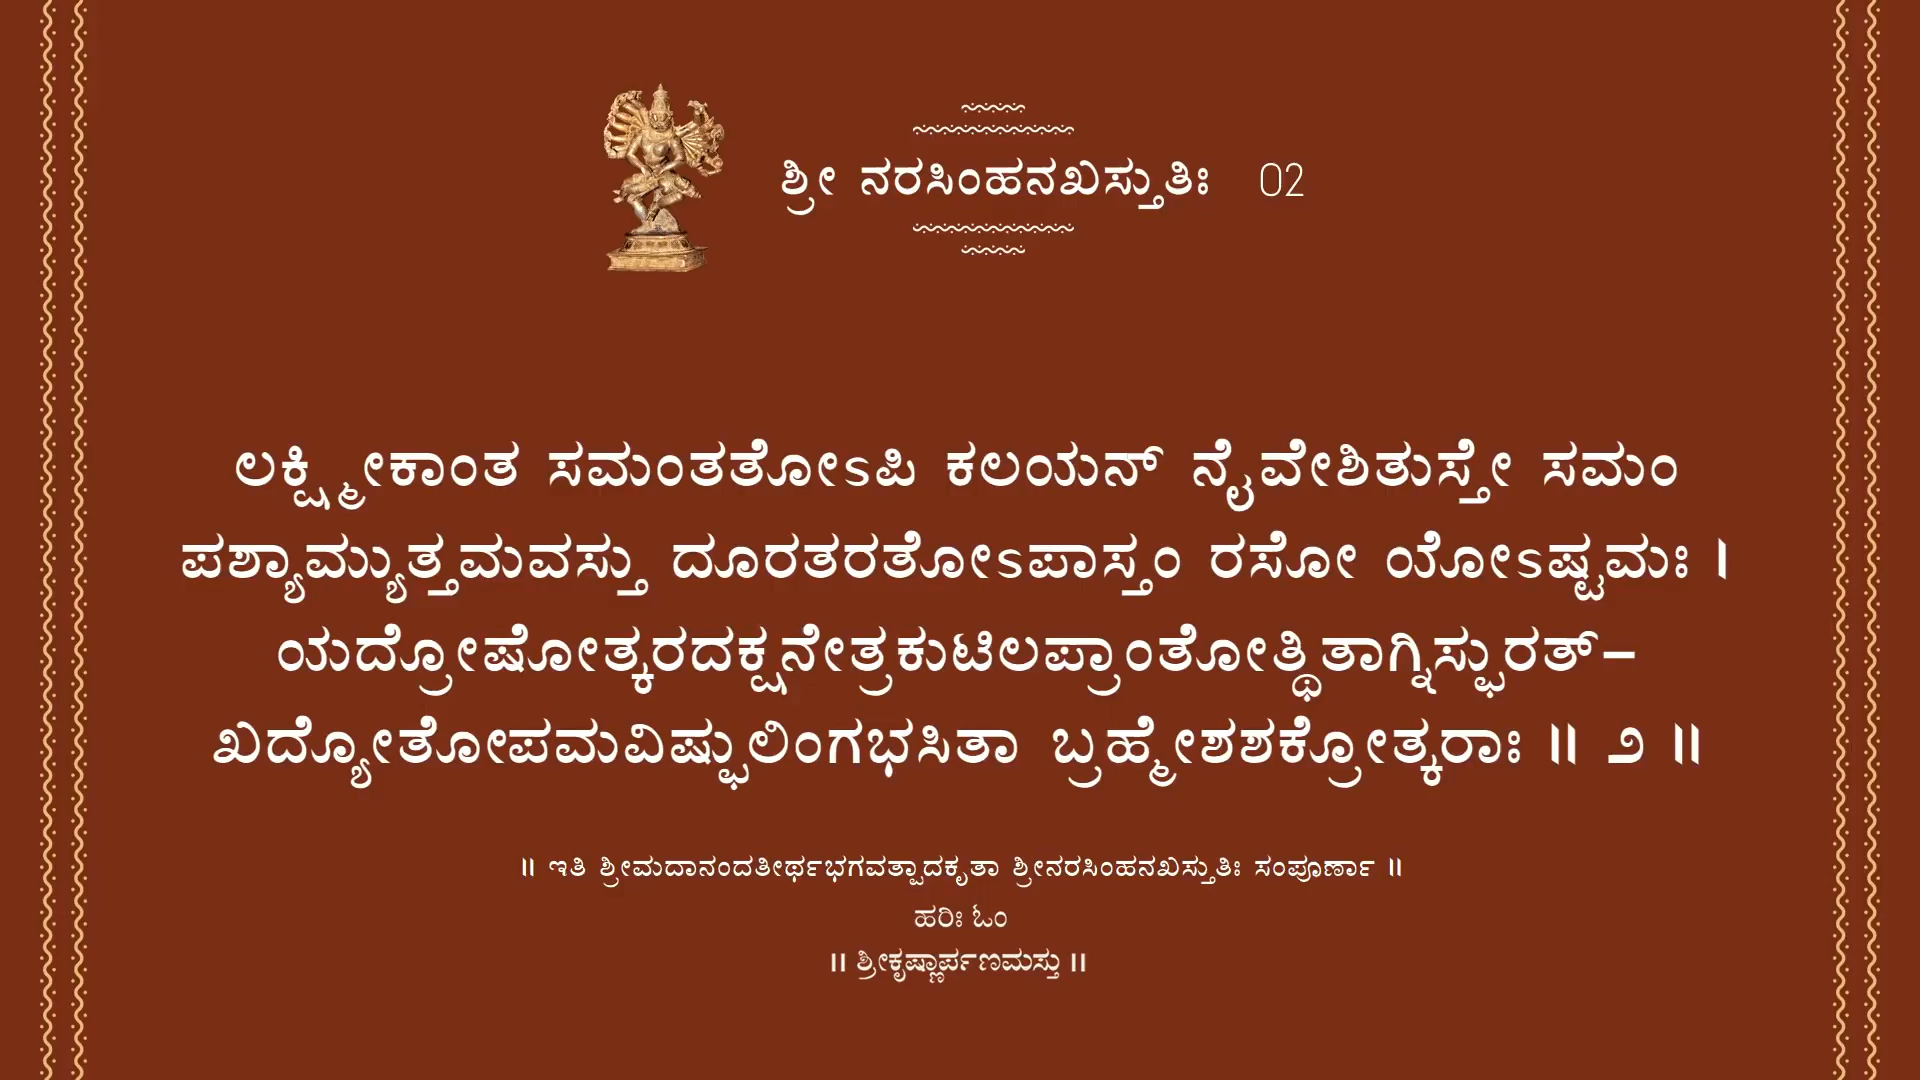 ಶ್ರೀ ನರಸಿಂಹನಖಸ್ತುತಿಃ 02
ಲಕ್ಷ್ಮೀಕಾಂತ ಸಮಂತತೋಽಪಿ ಕಲಯನ್ ನೈವೇಶಿತುಸ್ತೇ ಸಮಂ
ಪಶ್ಯಾಮ್ಯುತ್ತಮವಸ್ತು ದೂರತರತೋಽಪಾಸ್ತಂ ರಸೋ ಯೋಽಷ್ಟಮಃ ।
ಯದ್ರೋಷೋತ್ಕರದಕ್ಷನೇತ್ರಕುಟಿಲಪ್ರಾಂತೋತ್ಥಿತಾಗ್ನಿಸ್ಫುರತ್–
ಖದ್ಯೋತೋಪಮವಿಷ್ಫುಲಿಂಗಭಸಿತಾ ಬ್ರಹ್ಮೇಶಶಕ್ರೋತ್ಕರಾಃ ॥ ೨ ॥
॥ ಇತಿ ಶ್ರೀಮದಾನಂದತೀರ್ಥಭಗವತ್ಪಾದಕೃತಾ ಶ್ರೀನರಸಿಂಹನಖಸ್ತುತಿಃ ಸಂಪೂರ್ಣಾ ॥
ಹರಿಃ ಓಂ
॥ ಶ್ರೀಕೃಷ್ಣಾರ್ಪಣಮಸ್ತು ॥